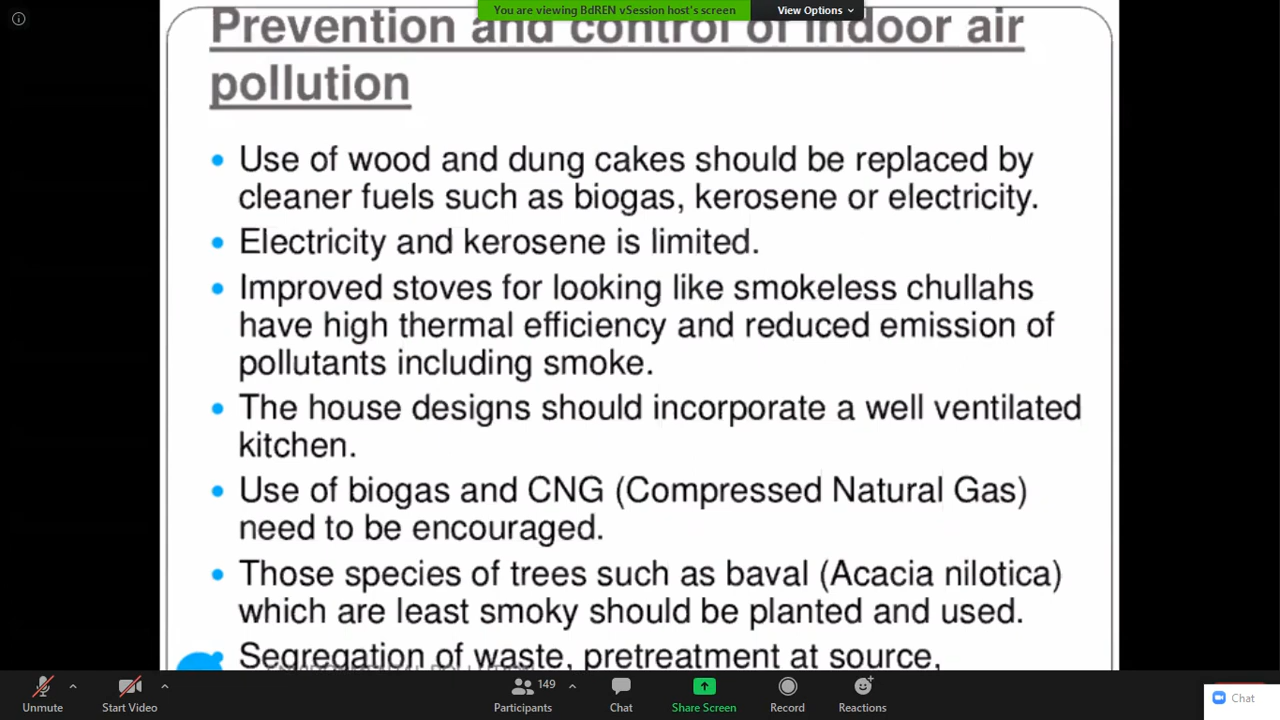 You are viewing BdREN vSession host's screen
View Options
Prevention and control of indoor air
pollution
Use of wood and dung cakes should be replaced by
cleaner fuels such as biogas, kerosene or electricity.
Electricity and kerosene is limited.
Improved stoves for looking like smokeless chullahs
have high thermal efficiency and reduced emission of
pollutants including smoke.
The house designs should incorporate a well ventilated
kitchen.
Use of biogas and CNG (Compressed Natural Gas)
need to be encouraged.
Those species of trees such as baval (Acacia nilotica)
which are least smoky should be planted and used.
Segregation of waste, pretreatment at source,
Unmute
Start Video
149
Participants
Chat
Share Screen
Record
Reactions
Chat